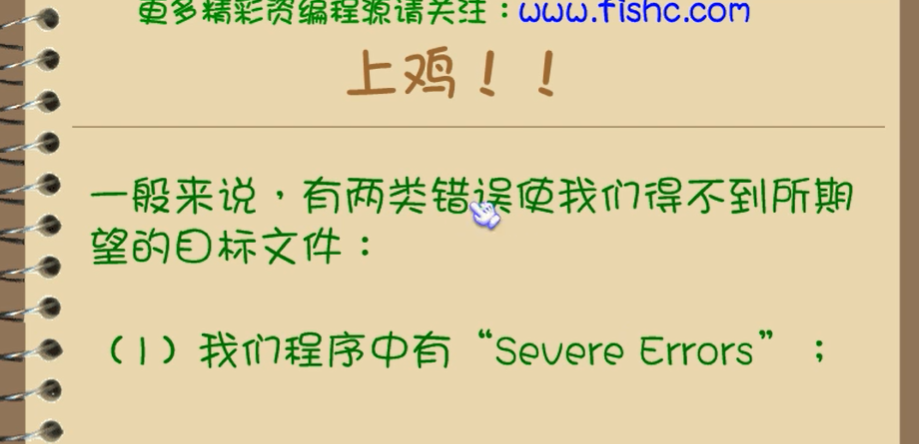 更多精彩资编程源请关注：www.fishc.com
上鸡！！
一般来说，有两类错误使我们得不到所期
望的目标文件：
（1）我们程序中有“Severe Errors”；